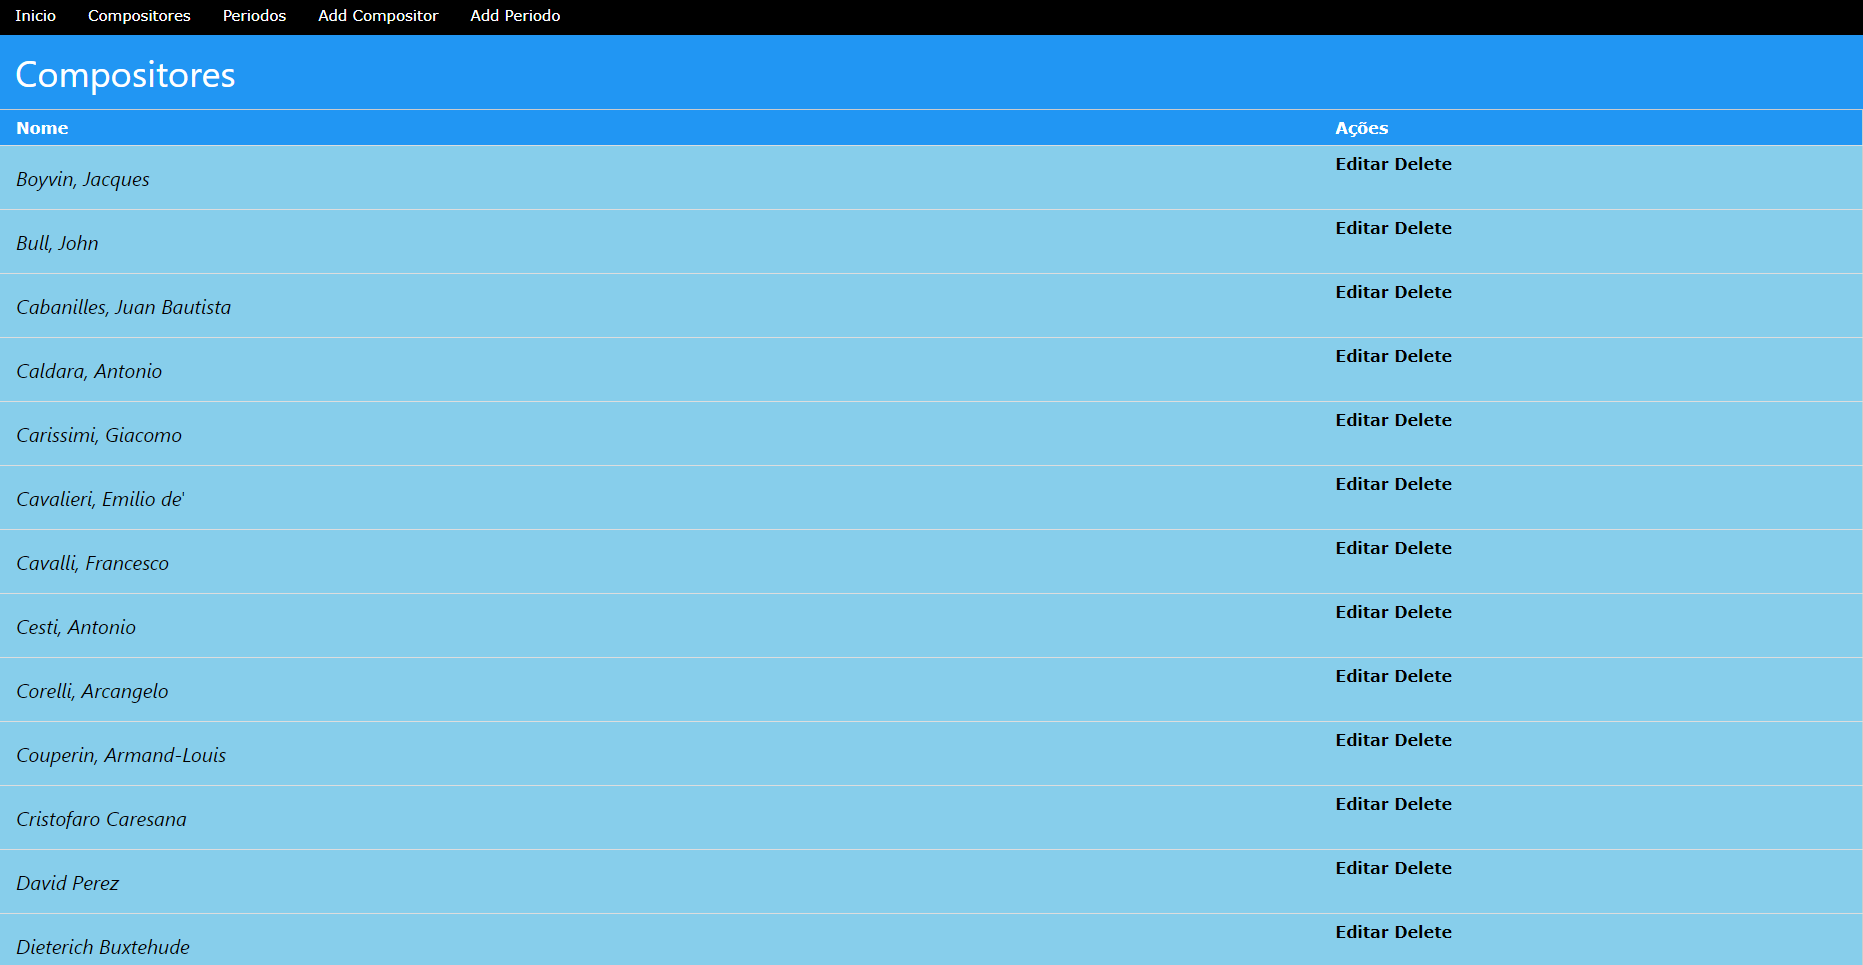 Inicio Compositores Periodos Add Compositor Add Periodo
Compositores
Nome Ações
Boyvin, Jacques Editar Delete
Bull, John Editar Delete
Cabanilles, Juan Bautista Editar Delete
Caldara, Antonio Editar Delete
Carissimi, Giacomo Editar Delete
Cavalieri, Emilio de' Editar Delete
Cavalli, Francesco Editar Delete
Cesti, Antonio Editar Delete
Corelli, Arcangelo Editar Delete
Couperin, Armand-Louis Editar Delete
Cristofaro Caresana Editar Delete
David Perez Editar Delete
Dieterich Buxtehude Editar Delete